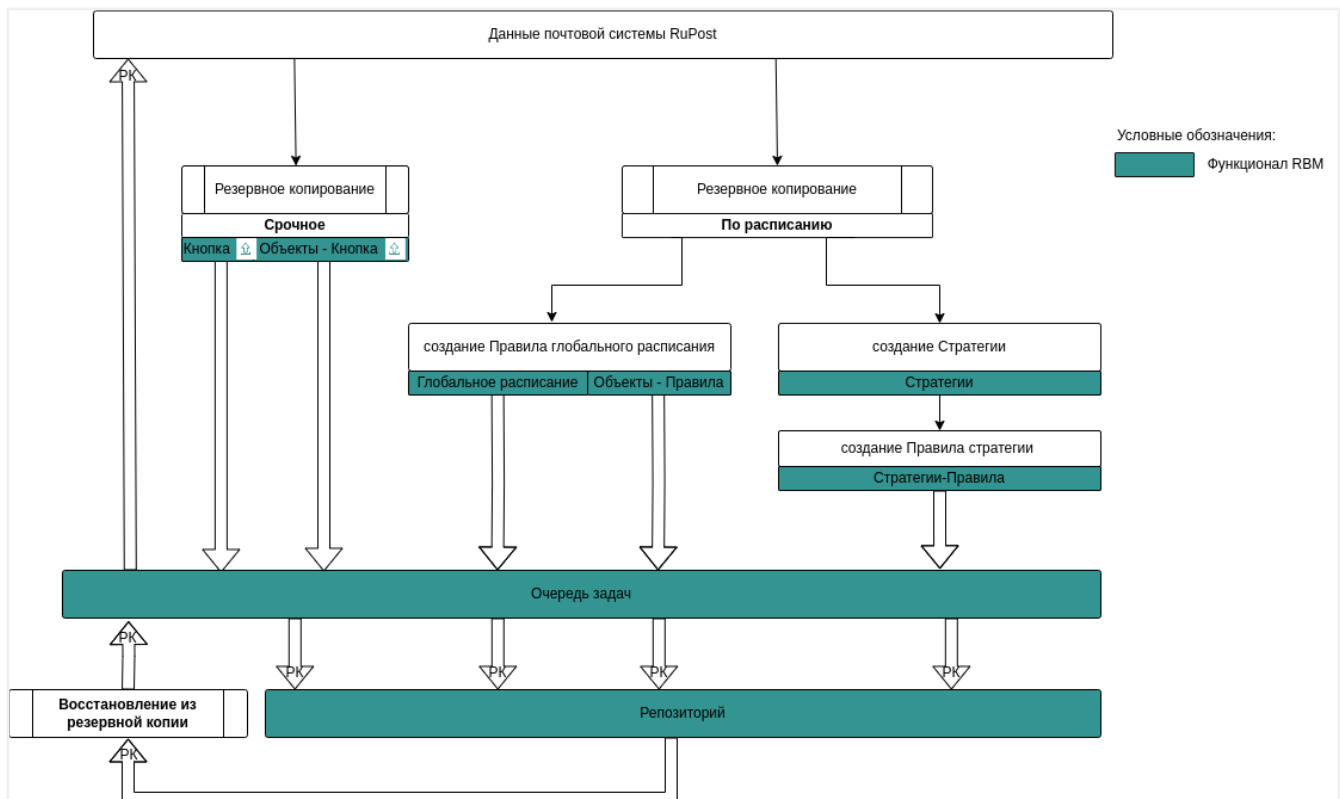 Данные почтовой системы RuPost
РК
Условные обозначения:
Функционал RBM
Резервное копирование
Срочное
Кнопка Объекты - Кнопка
Резервное копирование
По расписанию
создание Правила глобального расписания
Глобальное расписание Объекты - Правила
создание Стратегии
Стратегии
создание Правила стратегии
Стратегии-Правила
Очередь задач
РК
РК
РК
РК
РК
Восстановление из
резервной копии
Репозиторий
РК